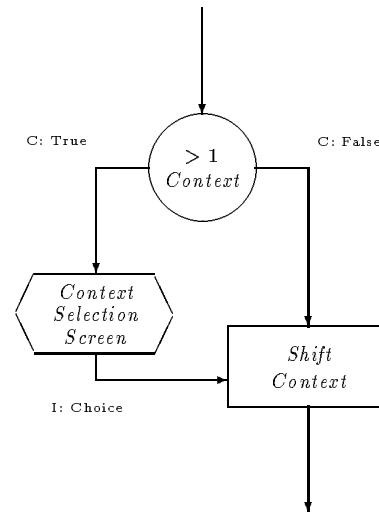 C: True
C: False
> 1
Context
Context
Selection
Screen
Shift
Context
I: Choice